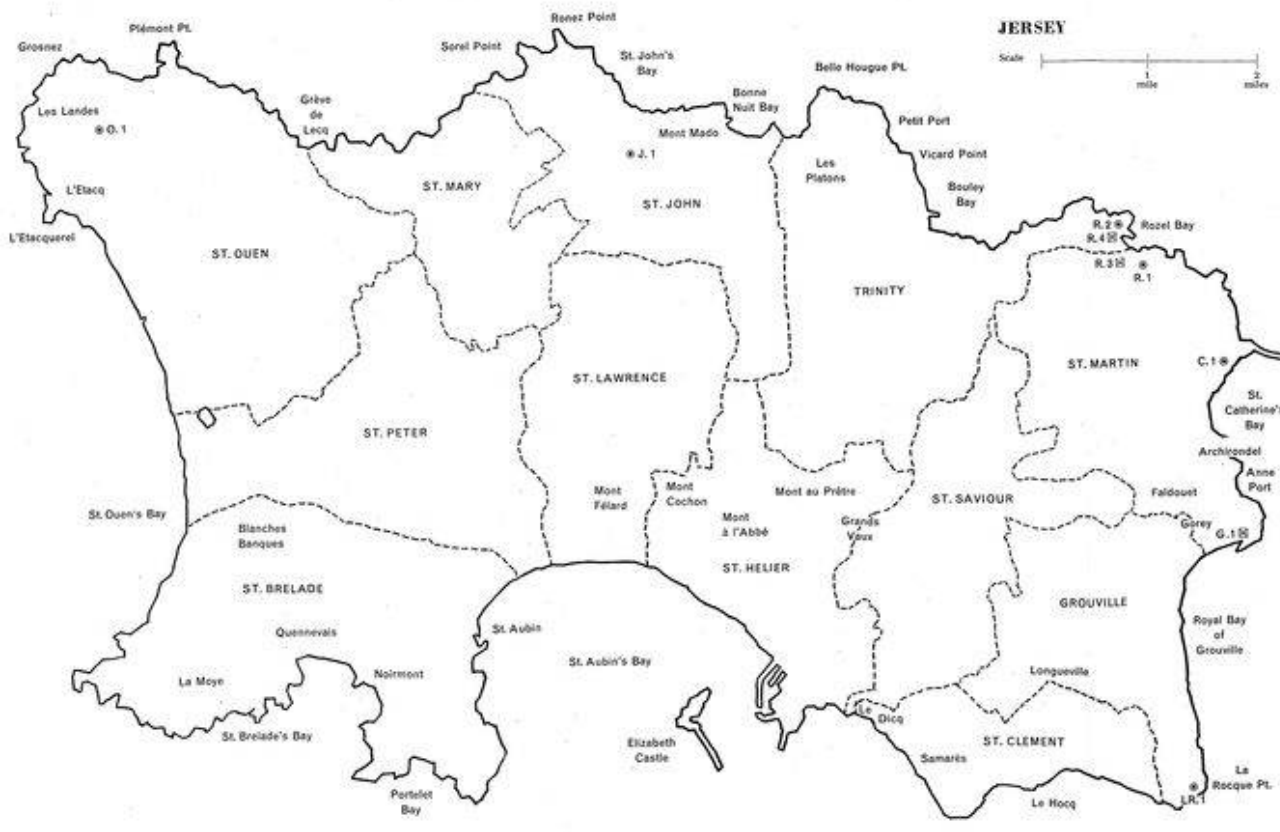 Ronez Point
JERSEY
Plémont Pt.
Grosnez
Sorel Point
St. John's
Bay
Scale
1
mile
2
miles
Belle Hougue Pt.
Grève
de
Lecq
Bonne
Nuit Bay
Les Landes
O.1
Mont Mado
J.1
Petit Port
Vicard Point
Les
Platons
Bouley
Bay
L'Etacq
ST. MARY
ST. JOHN
L'Etacquerel
ST. OUEN
R.2
Rozel Bay
R.4
R.3
R.1
TRINITY
ST. MARTIN
C.1
ST. LAWRENCE
St.
Catherine's
Bay
ST. PETER
Archirondel
Anne
Port
Mont
Félard
Mont
Cochon
Mont au Prêtre
ST. SAVIOUR
Faldouet
St. Ouen's Bay
Blanches
Banques
Mont
à l'Abbé
Grands
Vaux
Gorey
G.1
ST. HELIER
ST. BRELADE
GROUVILLE
Quennevais
St. Aubin
Royal Bay
of
Grouville
La Moye
Noirmont
St. Aubin's Bay
Longueville
St. Brelade's Bay
Elizabeth
Castle
Le
Dicq
ST. CLEMENT
Samarès
Portelet
Bay
Le Hocq
LR.1
La
Rocque Pt.